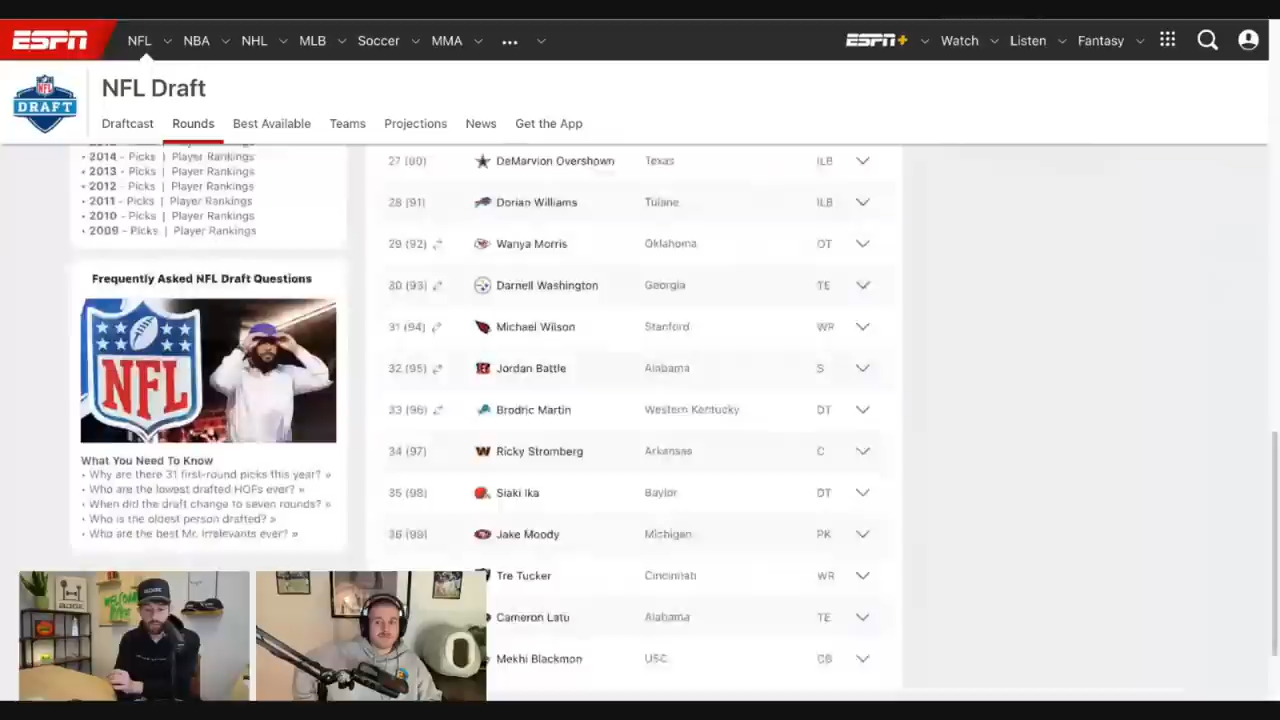 ESPN NFL NBA NHL MLB Soccer MMA ... ESPN+ Watch Listen Fantasy
NFL DRAFT
NFL Draft
Draftcast Rounds Best Available Teams Projections News Get the App
• 2014 - Picks | Player Rankings
• 2013 - Picks | Player Rankings
• 2012 - Picks | Player Rankings
• 2011 - Picks | Player Rankings
• 2010 - Picks | Player Rankings
• 2009 - Picks | Player Rankings
Frequently Asked NFL Draft Questions
NFL
What You Need To Know
• Why are there 31 first-round picks this year? »
• Who are the lowest drafted HOFs ever? »
• When did the draft change to seven rounds? »
• Who is the oldest person drafted? »
• Who are the best Mr. Irrelevants ever? »
27 (90) DeMarvion Overshown Texas ILB
28 (91) Dorian Williams Tulane ILB
29 (92) Wanya Morris Oklahoma OT
30 (93) Darnell Washington Georgia TE
31 (94) Michael Wilson Stanford WR
32 (95) Jordan Battle Alabama S
33 (96) Brodric Martin Western Kentucky DT
34 (97) Ricky Stromberg Arkansas C
35 (98) Siaki Ika Baylor DT
36 (99) Jake Moody Michigan PK
Tre Tucker Cincinnati WR
Cameron Latu Alabama TE
Mekhi Blackmon USC CB